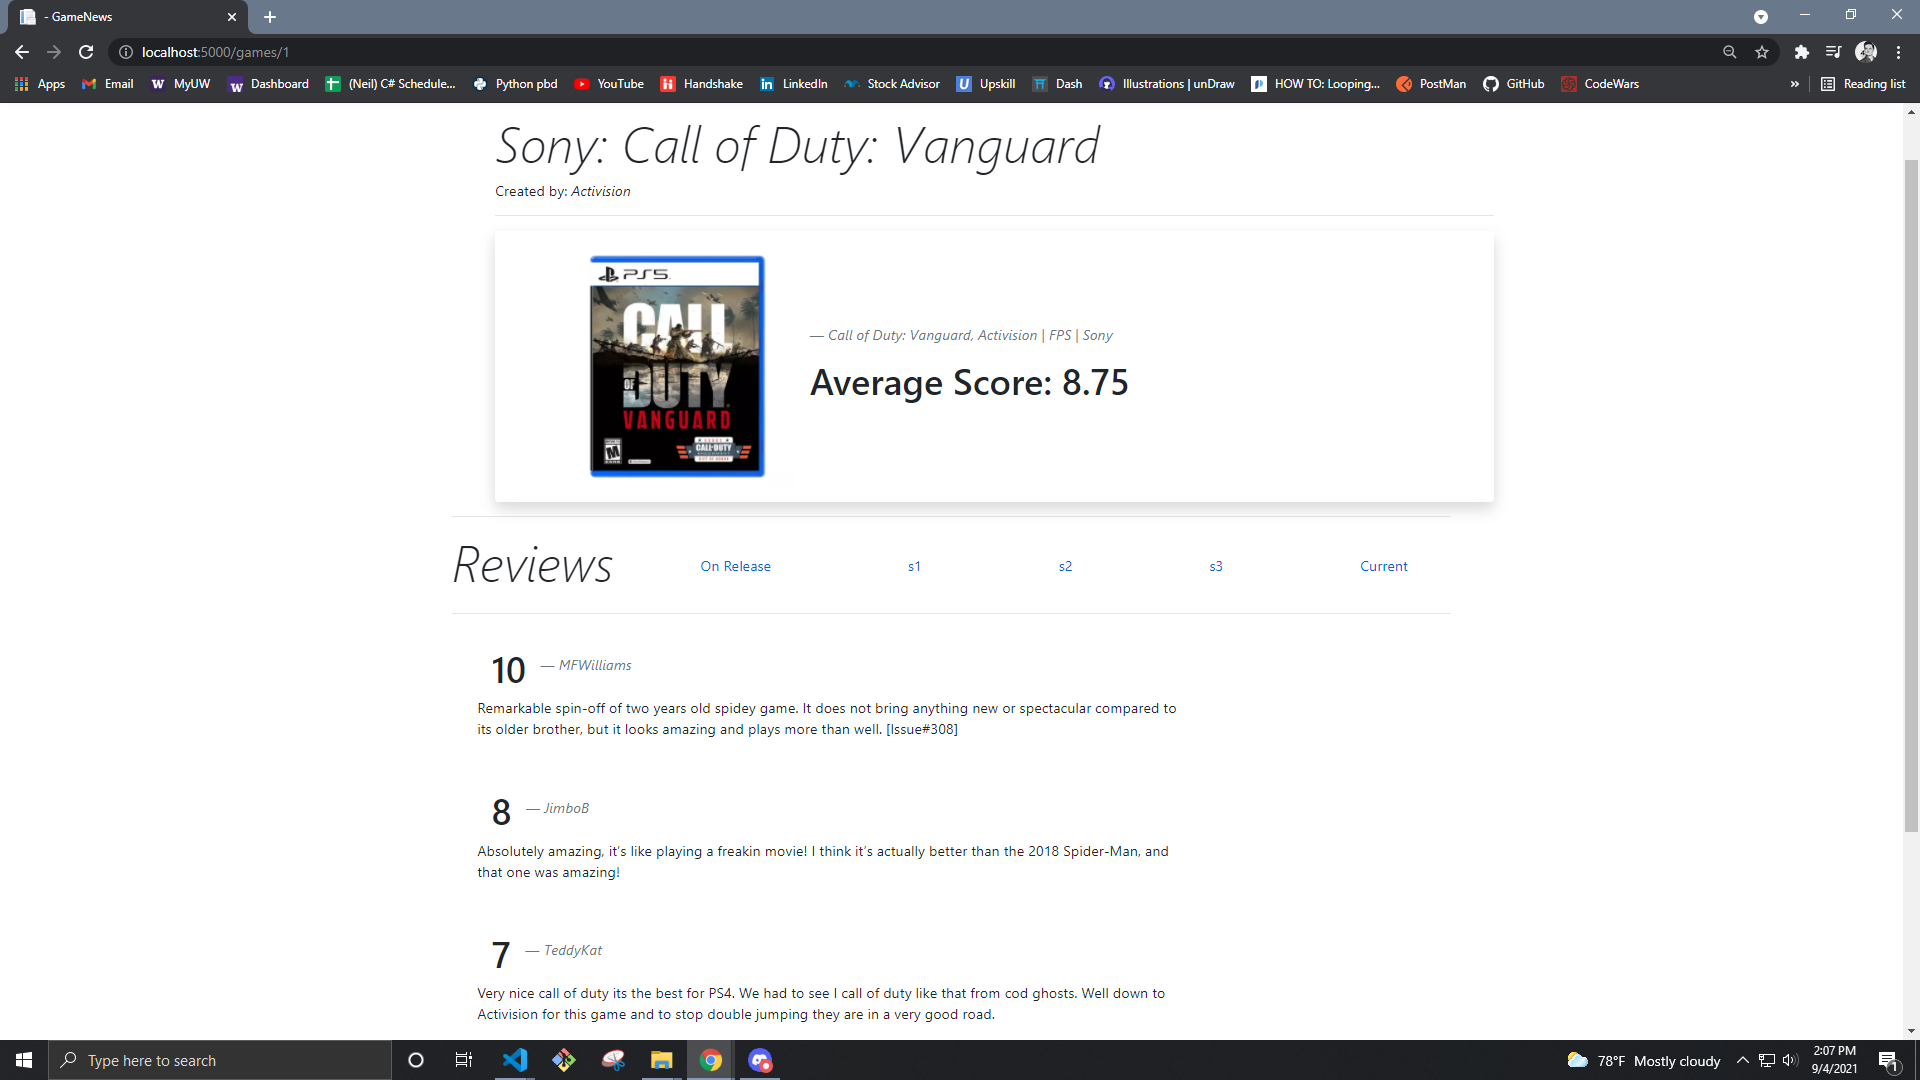 - GameNews
localhost:5000/games/1
Apps Email MyUW Dashboard (Neil) C# Schedule... Python pbd YouTube Handshake LinkedIn Stock Advisor Upskill Dash Illustrations | unDraw HOW TO: Looping... PostMan GitHub CodeWars » Reading list
Sony: Call of Duty: Vanguard
Created by: Activision
PS5
CALL
OF DUTY
VANGUARD
M
CALL OF DUTY
— Call of Duty: Vanguard, Activision | FPS | Sony
Average Score: 8.75
Reviews On Release s1 s2 s3 Current
10 — MFWilliams
Remarkable spin-off of two years old spidey game. It does not bring anything new or spectacular compared to
its older brother, but it looks amazing and plays more than well. [Issue#308]
8 — JimboB
Absolutely amazing, it's like playing a freakin movie! I think it's actually better than the 2018 Spider-Man, and
that one was amazing!
7 — TeddyKat
Very nice call of duty its the best for PS4. We had to see I call of duty like that from cod ghosts. Well down to
Activision for this game and to stop double jumping they are in a very good road.
Type here to search
78°F Mostly cloudy
2:07 PM
9/4/2021
1